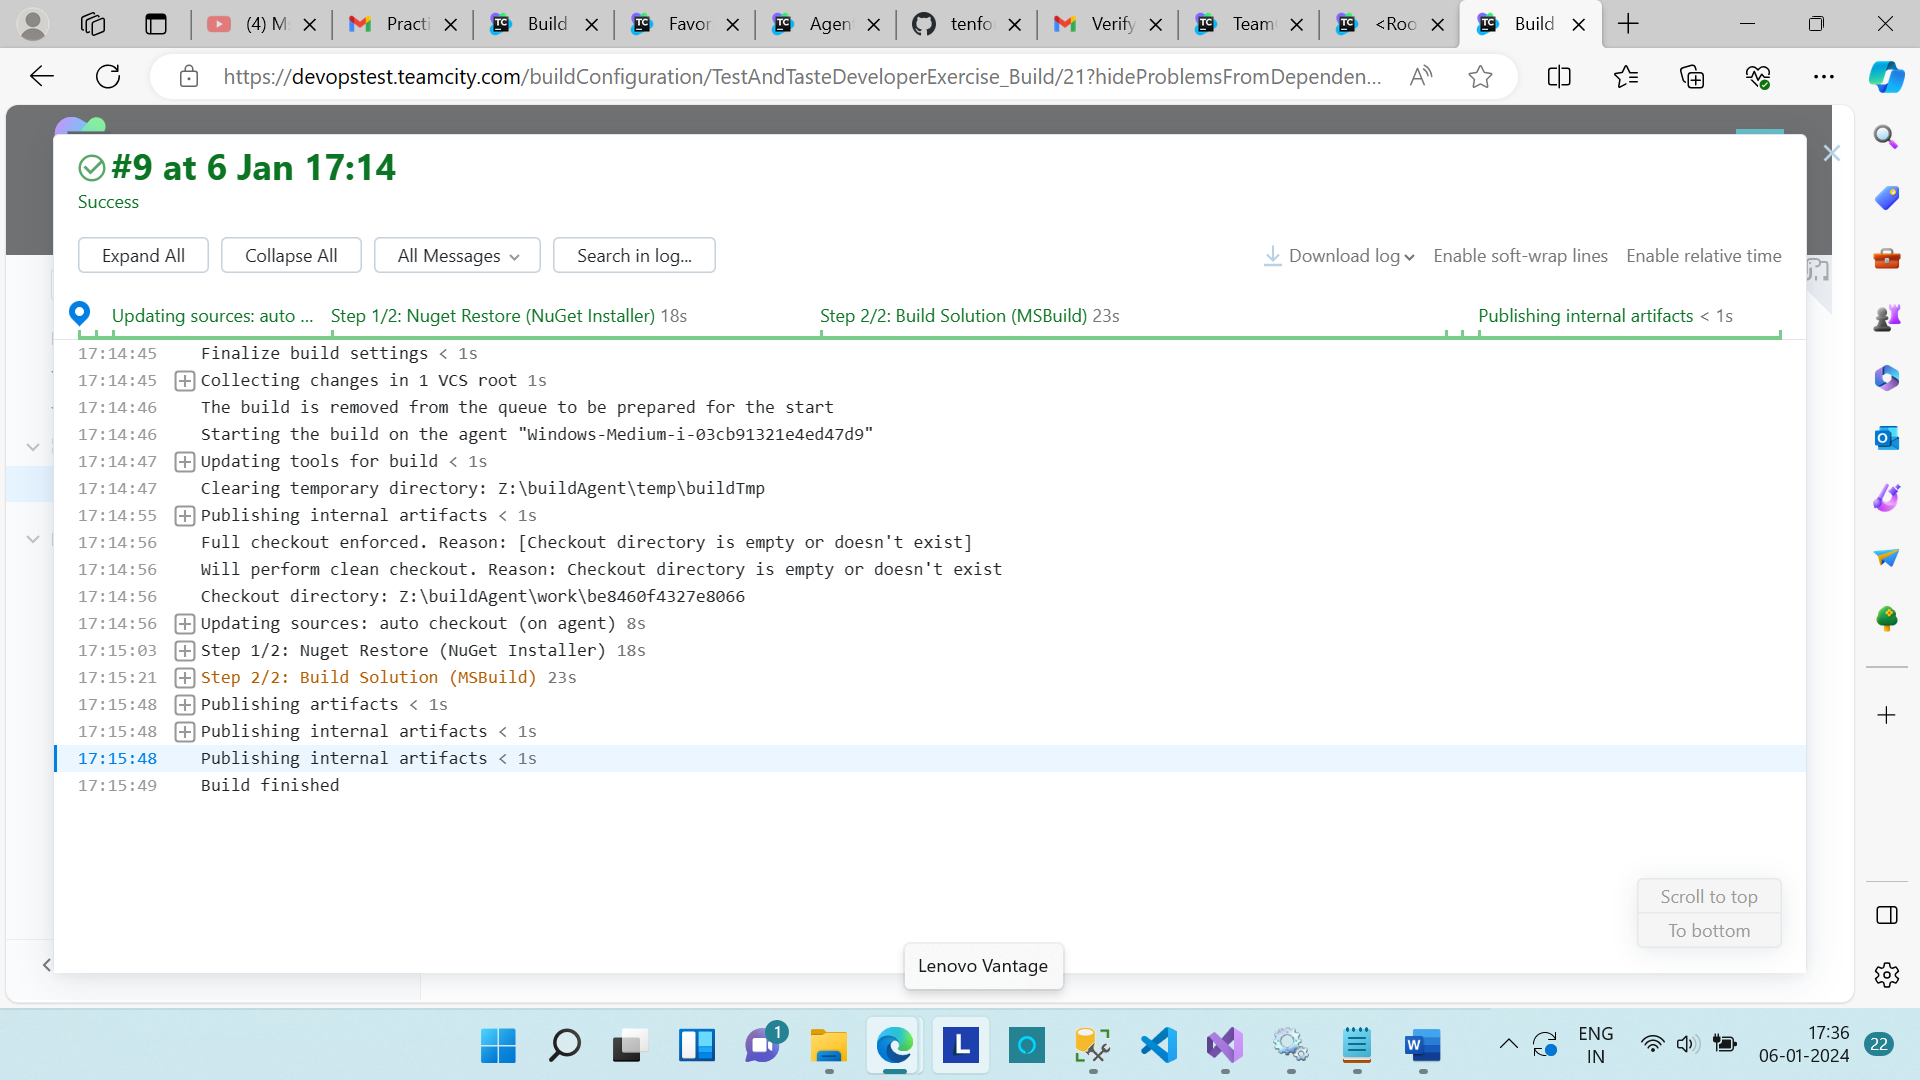 (4) M
Practi
Build
Favor
Agen
tenfo
Verify
Team
<Roo
Build
https://devopstest.teamcity.com/buildConfiguration/TestAndTasteDeveloperExercise_Build/21?hideProblemsFromDependen...
#9 at 6 Jan 17:14
Success
Expand All
Collapse All
All Messages
Search in log...
Download log
Enable soft-wrap lines
Enable relative time
Updating sources: auto ...
Step 1/2: Nuget Restore (NuGet Installer) 18s
Step 2/2: Build Solution (MSBuild) 23s
Publishing internal artifacts < 1s
17:14:45 Finalize build settings < 1s
17:14:45 Collecting changes in 1 VCS root 1s
17:14:46 The build is removed from the queue to be prepared for the start
17:14:46 Starting the build on the agent "Windows-Medium-i-03cb91321e4ed47d9"
17:14:47 Updating tools for build < 1s
17:14:47 Clearing temporary directory: Z:\buildAgent\temp\buildTmp
17:14:55 Publishing internal artifacts < 1s
17:14:56 Full checkout enforced. Reason: [Checkout directory is empty or doesn't exist]
17:14:56 Will perform clean checkout. Reason: Checkout directory is empty or doesn't exist
17:14:56 Checkout directory: Z:\buildAgent\work\be8460f4327e8066
17:14:56 Updating sources: auto checkout (on agent) 8s
17:15:03 Step 1/2: Nuget Restore (NuGet Installer) 18s
17:15:21 Step 2/2: Build Solution (MSBuild) 23s
17:15:48 Publishing artifacts < 1s
17:15:48 Publishing internal artifacts < 1s
17:15:48 Publishing internal artifacts < 1s
17:15:49 Build finished
Scroll to top
To bottom
Lenovo Vantage
1
ENG
IN
17:36
06-01-2024
22